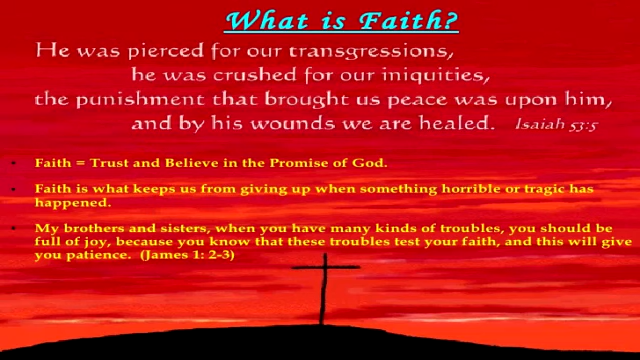 What is Faith?
He was pierced for our transgressions,
he was crushed for our iniquities,
the punishment that brought us peace was upon him,
and by his wounds we are healed. Isaiah 53:5
• Faith = Trust and Believe in the Promise of God.
• Faith is what keeps us from giving up when something horrible or tragic has
happened.
• My brothers and sisters, when you have many kinds of troubles, you should be
full of joy, because you know that these troubles test your faith, and this will give
you patience. (James 1: 2-3)